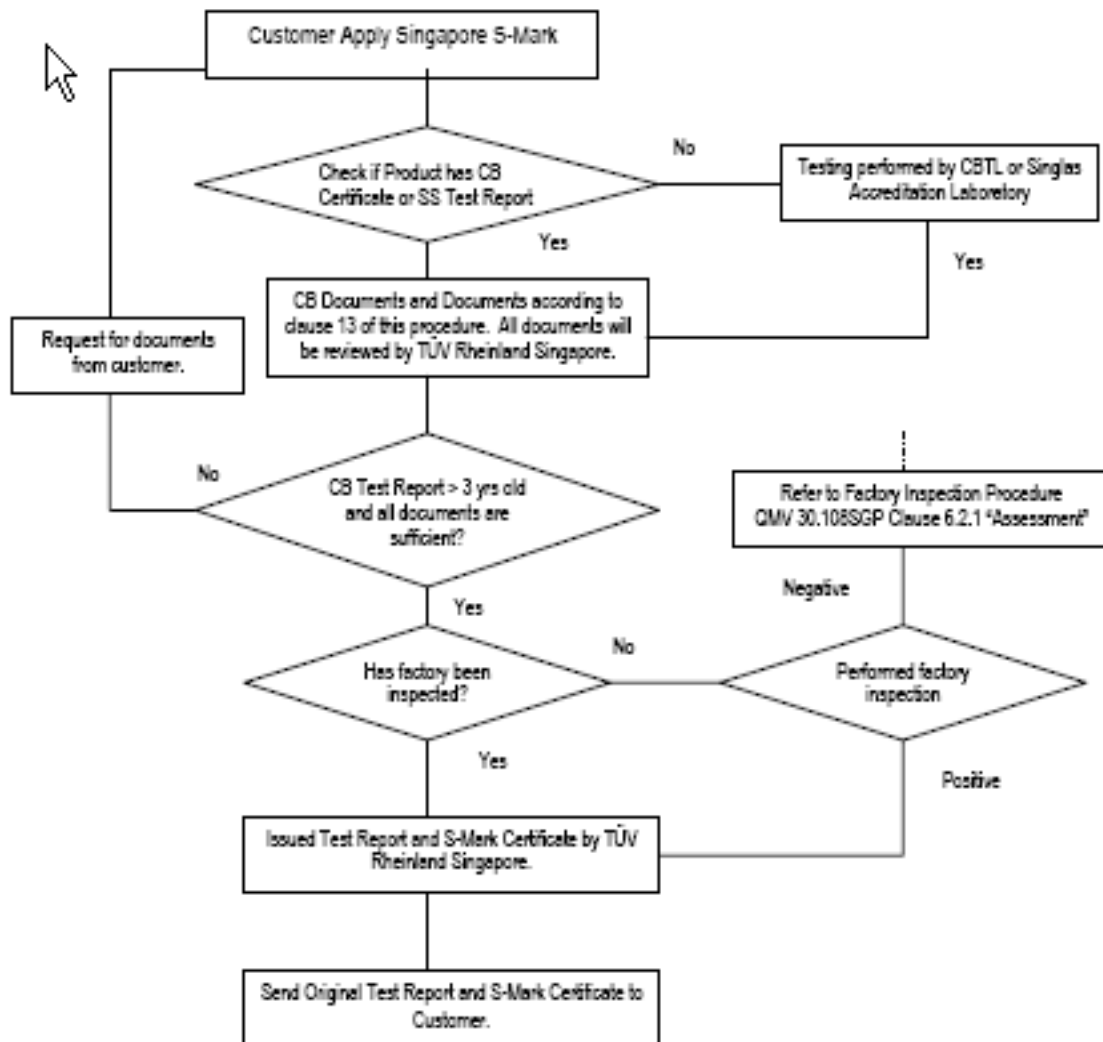 Customer Apply Singapore S-Mark
Check if Product has CB
Certificate or SS Test Report
No
Testing performed by CBTL or Singlas
Accreditation Laboratory
Yes
Yes
CB Documents and Documents according to
clause 13 of this procedure. All documents will
be reviewed by TÜV Rheinland Singapore.
Request for documents
from customer.
No
CB Test Report > 3 yrs old
and all documents are
sufficient?
Refer to Factory Inspection Procedure
QMV 30.108SGP Clause 6.2.1 "Assessment"
Yes
Negative
Has factory been
inspected?
No
Performed factory
inspection
Yes
Positive
Issued Test Report and S-Mark Certificate by TÜV
Rheinland Singapore.
Send Original Test Report and S-Mark Certificate to
Customer.